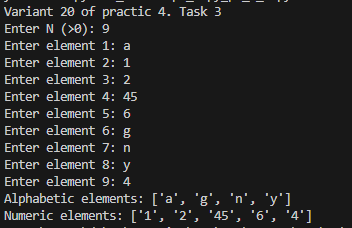 Variant 20 of practic 4. Task 3
Enter N (>0): 9
Enter element 1: a
Enter element 2: 1
Enter element 3: 2
Enter element 4: 45
Enter element 5: 6
Enter element 6: g
Enter element 7: n
Enter element 8: y
Enter element 9: 4
Alphabetic elements: ['a', 'g', 'n', 'y']
Numeric elements: ['1', '2', '45', '6', '4']